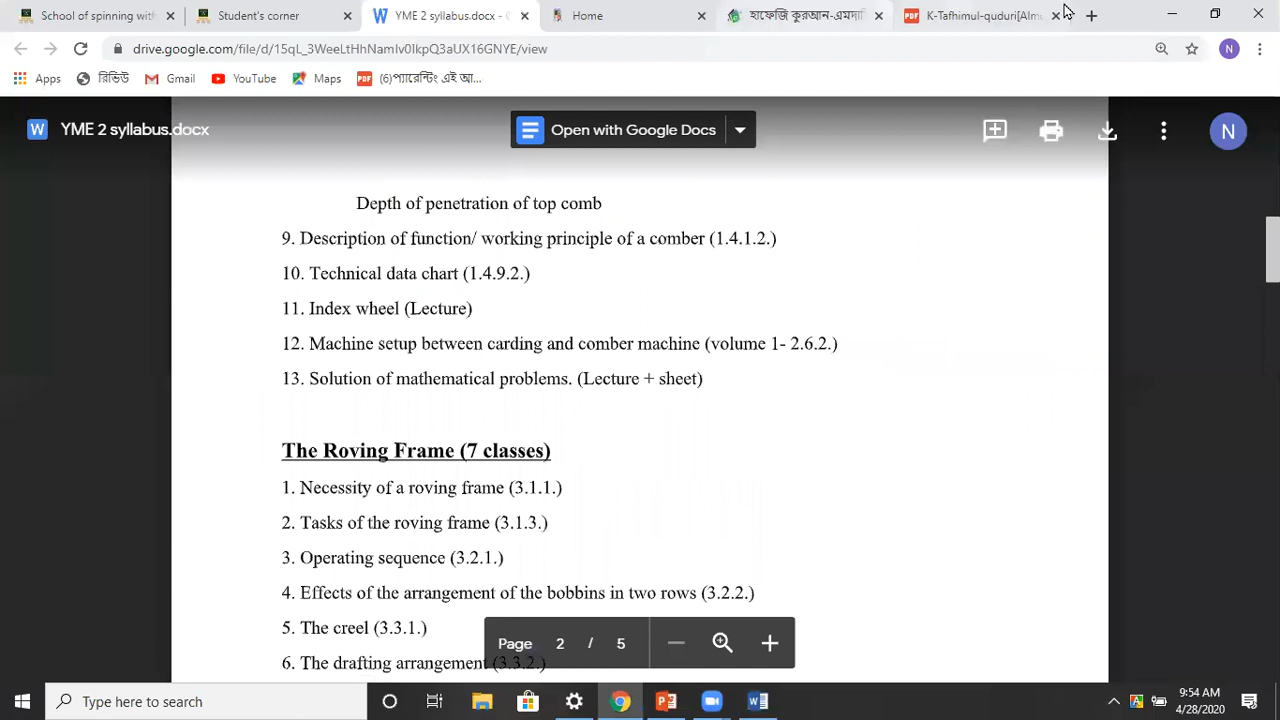 School of spinning with
Student's corner
YME 2 syllabus.docx -
Home
হাফেজি কুরআন-এমদা
K-Tafhimul-quduri[Alm
drive.google.com/file/d/15qL_3WeeLtHhNamIv0IkpQ3aUX16GNYE/view
N
Apps
রিভিউ
Gmail
YouTube
Maps
(6)প্যারেন্টিং এই আ...
W YME 2 syllabus.docx
Open with Google Docs
N
Depth of penetration of top comb
9. Description of function/ working principle of a comber (1.4.1.2.)
10. Technical data chart (1.4.9.2.)
11. Index wheel (Lecture)
12. Machine setup between carding and comber machine (volume 1- 2.6.2.)
13. Solution of mathematical problems. (Lecture + sheet)
The Roving Frame (7 classes)
1. Necessity of a roving frame (3.1.1.)
2. Tasks of the roving frame (3.1.3.)
3. Operating sequence (3.2.1.)
4. Effects of the arrangement of the bobbins in two rows (3.2.2.)
5. The creel (3.3.1.)
Page 2 / 5
6. The drafting arrangement (3.3.2.)
Type here to search
9:54 AM
4/28/2020